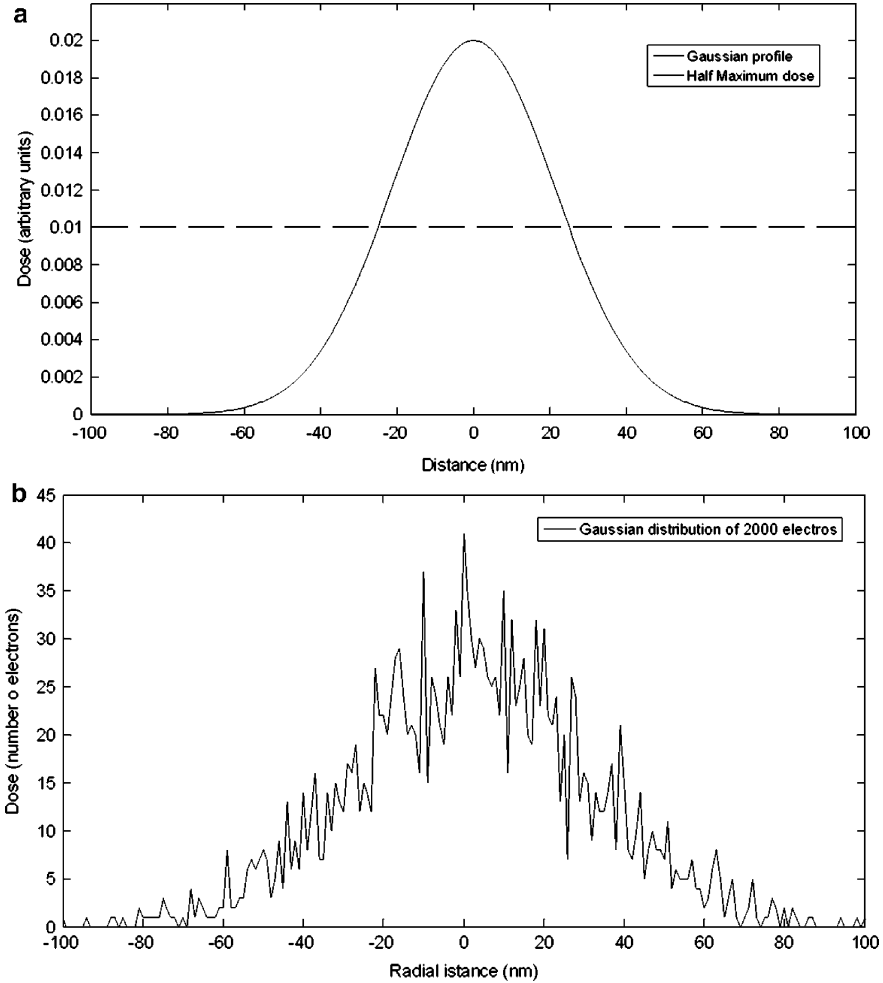 a
0.02
0.018
0.016
0.014
0.012
0.01
0.008
0.006
0.004
0.002
0
Dose (arbitrary units)
Gaussian profile
Half Maximum dose
-100 -80 -60 -40 -20 0 20 40 60 80 100
Distance (nm)
b
45
40
35
30
25
20
15
10
5
0
Dose (number o electrons)
Gaussian distribution of 2000 electros
-100 -80 -60 -40 -20 0 20 40 60 80 100
Radial istance (nm)